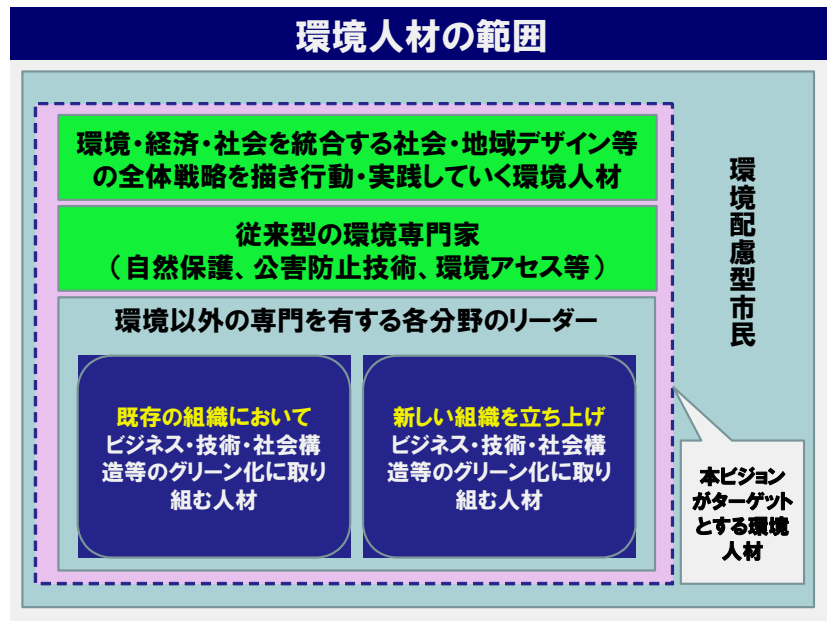 環境人材の範囲
環境・経済・社会を統合する社会・地域デザイン等
の全体戦略を描き行動・実践していく環境人材
従来型の環境専門家
（自然保護、公害防止技術、環境アセス等）
環境以外の専門を有する各分野のリーダー
既存の組織において
ビジネス・技術・社会構
造等のグリーン化に取り
組む人材
新しい組織を立ち上げ
ビジネス・技術・社会構
造等のグリーン化に取り
組む人材
環境配慮型市民
本ビジョン
がターゲット
とする環境
人材